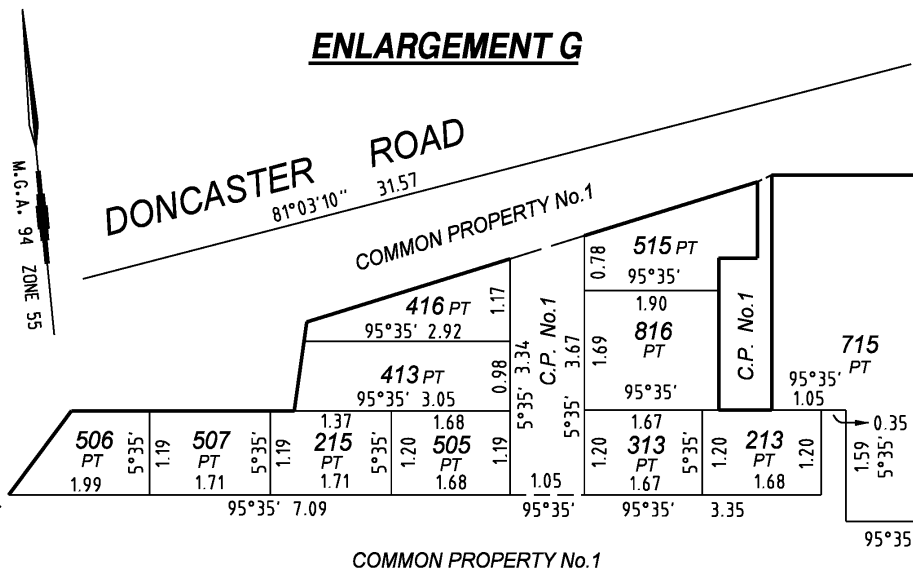 ENLARGEMENT G
M.G.A. 94 ZONE 55
DONCASTER ROAD
81°03'10" 31.57
COMMON PROPERTY No.1
515 PT
0.78
95°35'
1.90
416 PT
1.17
95°35' 2.92
816
PT
1.69
95°35'
C.P. No.1
5°35' 3.34
3.67
5°35'
C.P. No.1
715
PT
95°35'
1.05
413 PT
0.98
95°35' 3.05
0.35
506
PT
5°35'
1.99
1.19
507
PT
5°35'
1.71
1.19
1.37
215
PT
1.71
1.20
1.68
505
PT
1.68
1.19
1.05
1.20
1.67
313
PT
5°35'
1.67
1.20
213
PT
1.68
1.20
1.59
5°35'
95°35' 7.09
95°35'
95°35' 3.35
95°35
COMMON PROPERTY No.1